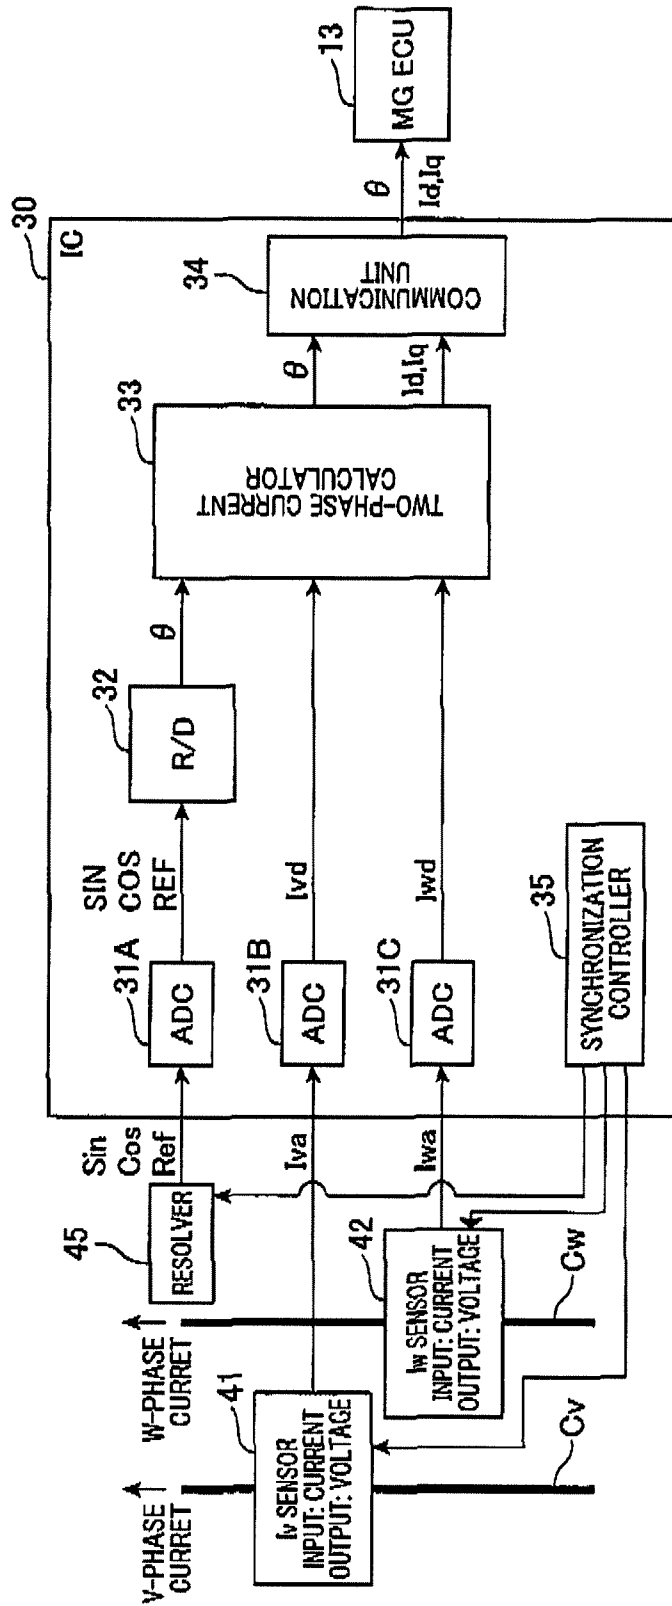 V-PHASE
CURRET
W-PHASE
CURRET
45
RESOLVER
Sin
Cos
Ref
31A
ADC
SIN
COS
REF
32
R/D
θ
33
TWO-PHASE CURRENT
CALCULATOR
θ
Id,Iq
34
COMMUNICATION
UNIT
30
IC
θ
Id,Iq
13
MG ECU
41
Iv SENSOR
INPUT: CURRENT
OUTPUT: VOLTAGE
Iva
31B
ADC
Ivd
42
Iw SENSOR
INPUT: CURRENT
OUTPUT: VOLTAGE
Iwa
31C
ADC
Iwd
35
SYNCHRONIZATION
CONTROLLER
Cv
Cw